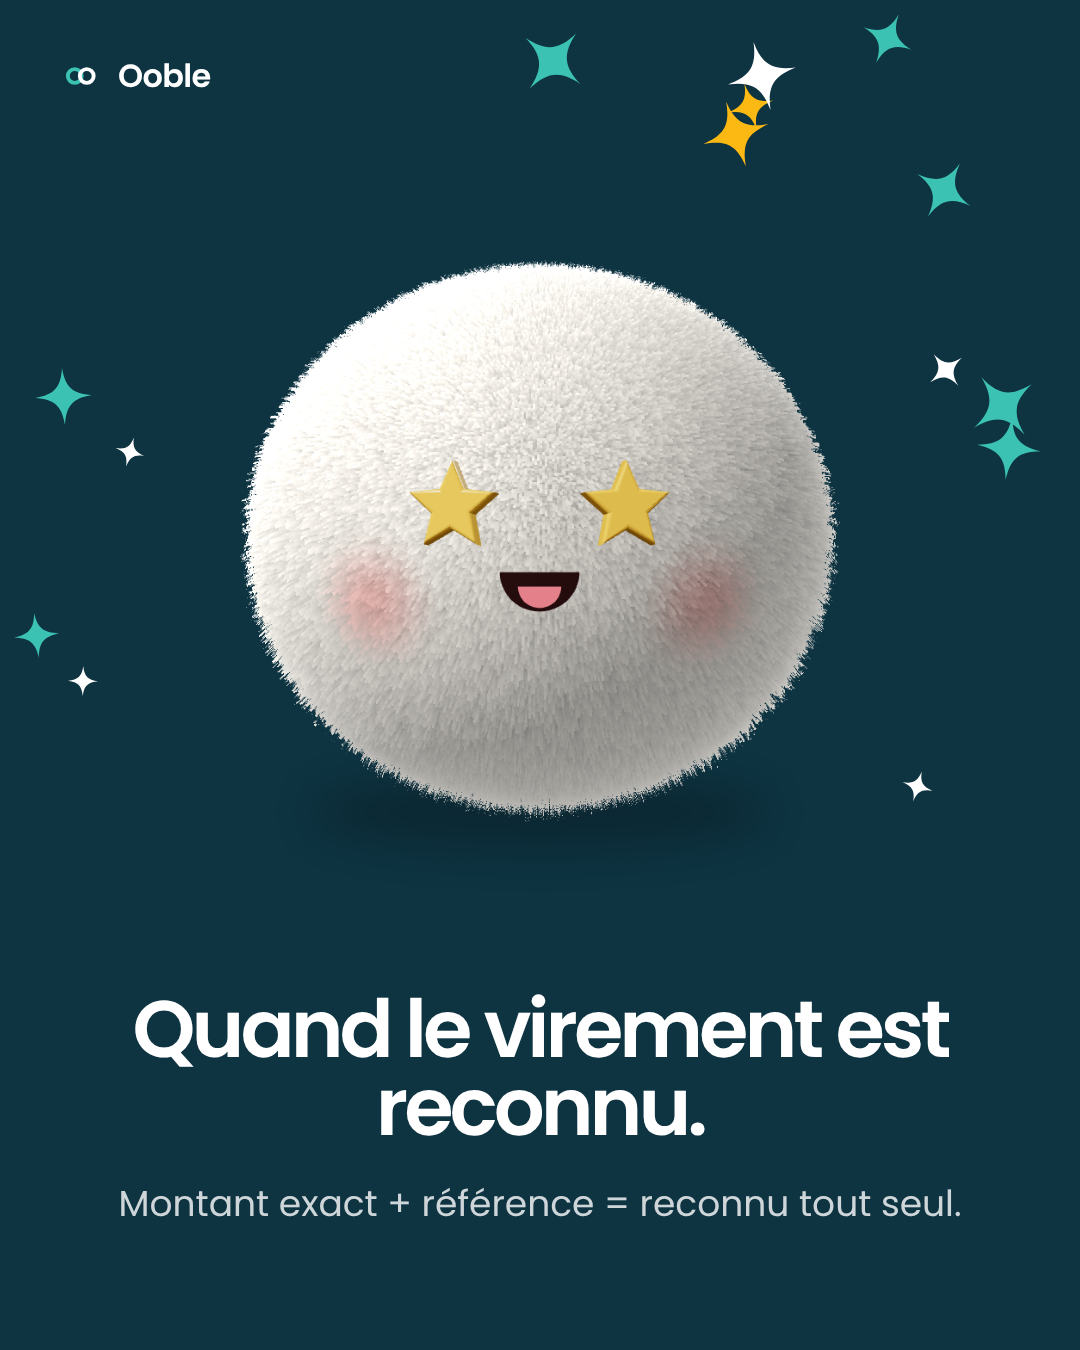 Ooble
Quand le virement est
reconnu.
Montant exact + référence = reconnu tout seul.